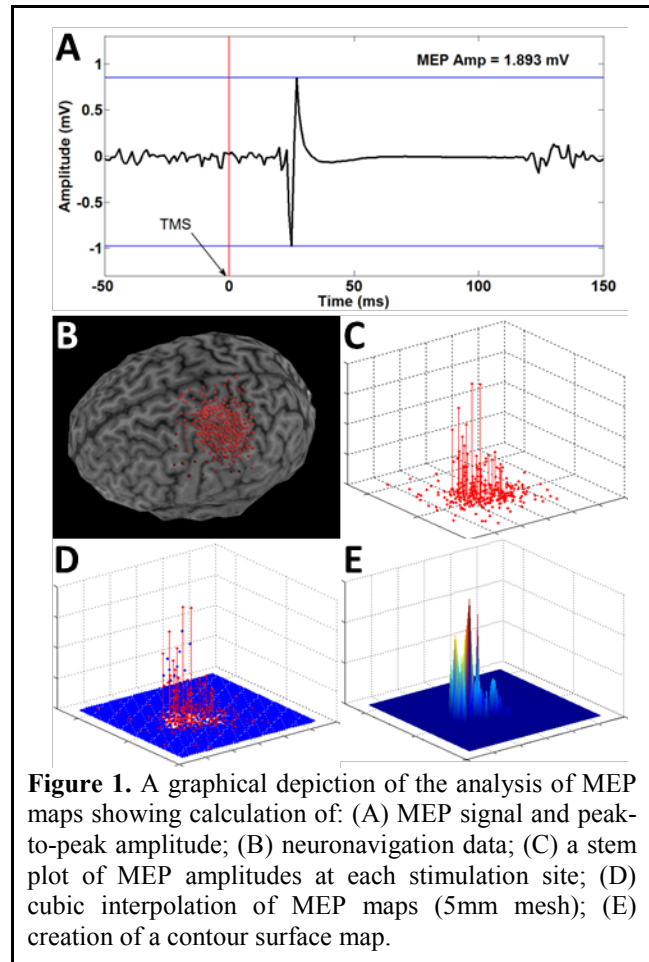 A
MEP Amp = 1.893 mV
1
0.5
0
-0.5
-1
Amplitude (mV)
TMS
-50
0
50
100
150
Time (ms)
B
C
D
E
Figure 1. A graphical depiction of the analysis of MEP
maps showing calculation of: (A) MEP signal and peak-
to-peak amplitude; (B) neuronavigation data; (C) a stem
plot of MEP amplitudes at each stimulation site; (D)
cubic interpolation of MEP maps (5mm mesh); (E)
creation of a contour surface map.